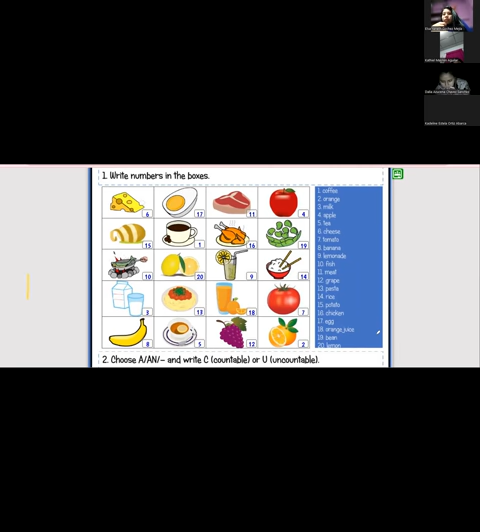 1. Write numbers in the boxes.
6
17
11
4
15
1
16
19
10
20
9
14
3
13
18
7
8
5
12
2
1. coffee
2. orange
3. milk
4. apple
5. tea
6. cheese
7. tomato
8. banana
9. lemonade
10. fish
11. meat
12. grape
13. pasta
14. rice
15. potato
16. chicken
17. egg
18. orange juice
19. bean
20. lemon
2. Choose A/AN/– and write C (countable) or U (uncountable).